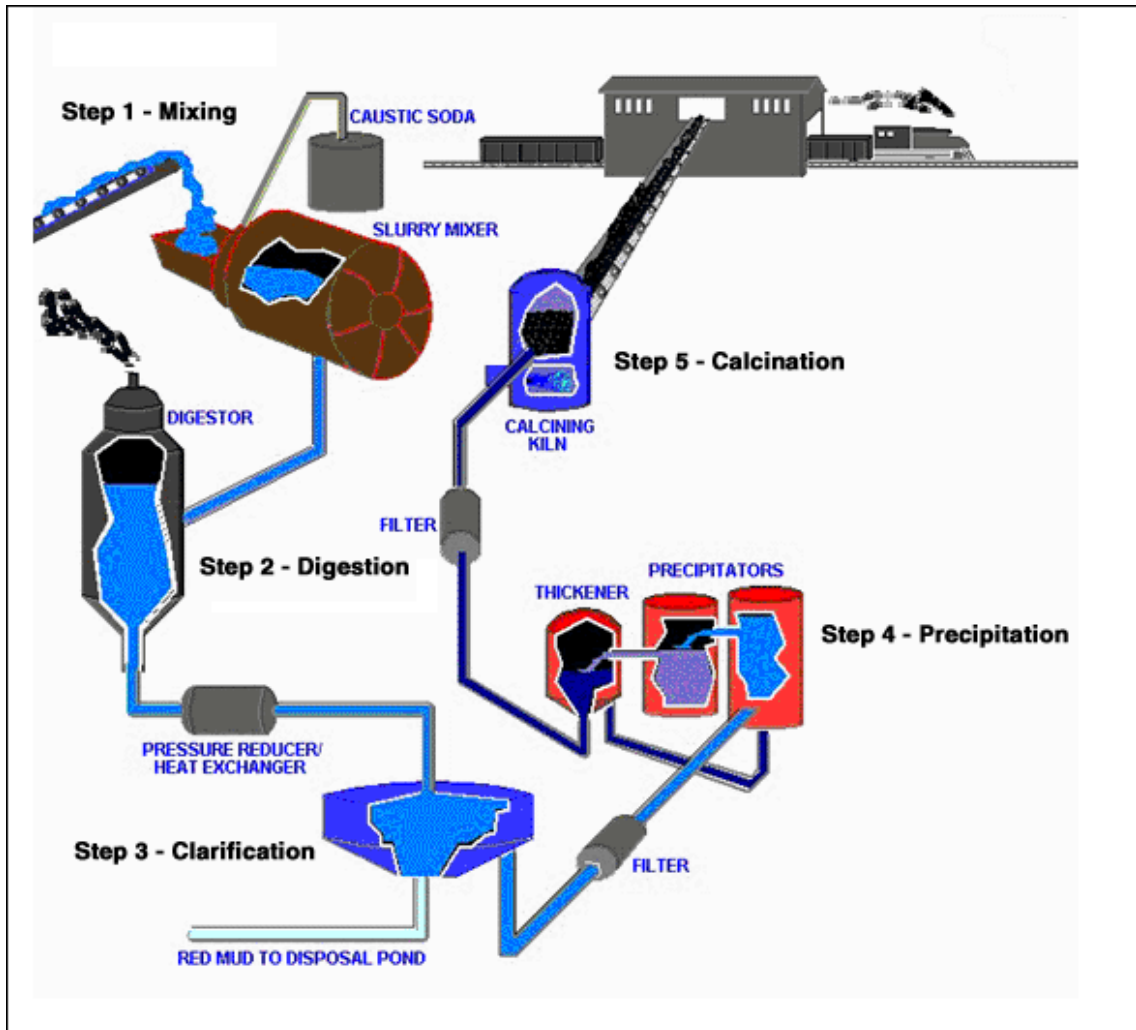 Step 1 - Mixing
CAUSTIC SODA
SLURRY MIXER
DIGESTOR
Step 2 - Digestion
PRESSURE REDUCER/
HEAT EXCHANGER
Step 3 - Clarification
RED MUD TO DISPOSAL POND
FILTER
PRECIPITATORS
Step 4 - Precipitation
THICKENER
FILTER
CALCINING
KILN
Step 5 - Calcination